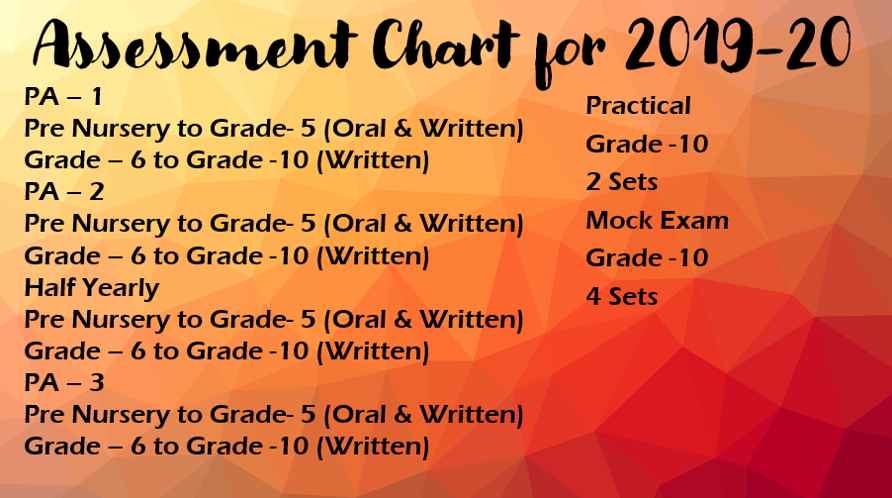 Assessment Chart for 2019-20
PA – 1
Pre Nursery to Grade- 5 (Oral & Written)
Grade – 6 to Grade -10 (Written)
PA – 2
Pre Nursery to Grade- 5 (Oral & Written)
Grade – 6 to Grade -10 (Written)
Half Yearly
Pre Nursery to Grade- 5 (Oral & Written)
Grade – 6 to Grade -10 (Written)
PA – 3
Pre Nursery to Grade- 5 (Oral & Written)
Grade – 6 to Grade -10 (Written)
Practical
Grade -10
2 Sets
Mock Exam
Grade -10
4 Sets